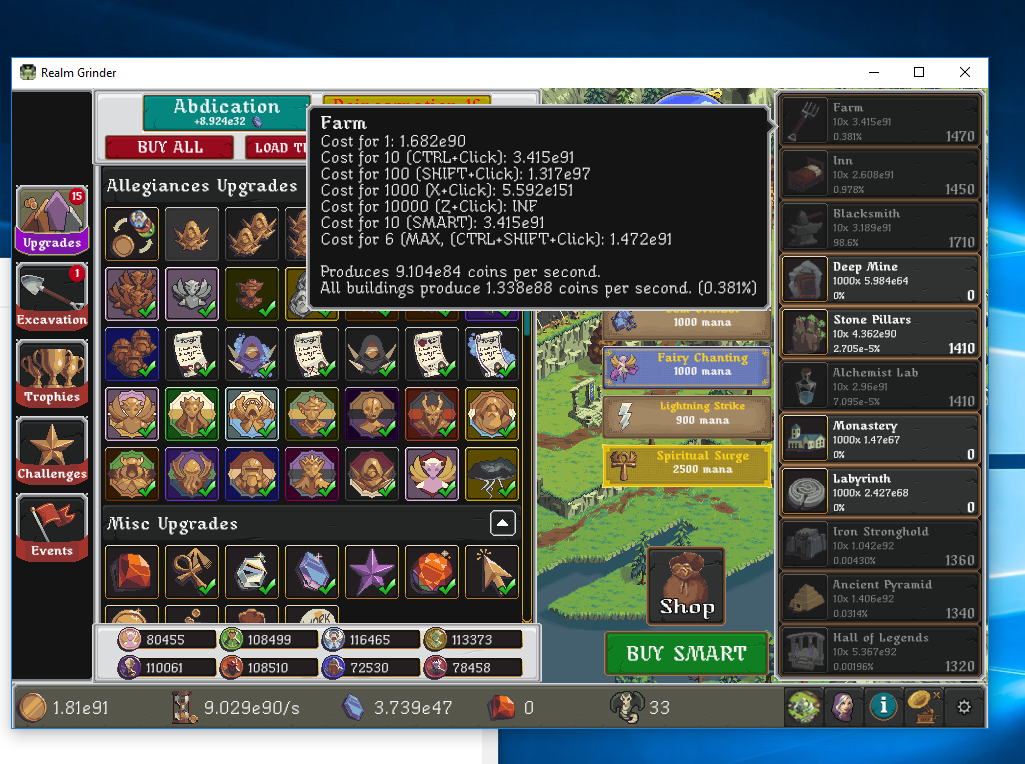 Realm Grinder
Abdication
+8.924e32
BUY ALL
LOAD
Farm
Cost for 1: 1.682e90
Cost for 10 (CTRL+Click): 3.415e91
Cost for 100 (SHIFT+Click): 1.317e97
Cost for 1000 (X+Click): 5.592e151
Cost for 10000 (Z+Click): INF
Cost for 10 (SMART): 3.415e91
Cost for 6 (MAX, (CTRL+SHIFT+Click): 1.472e91
Produces 9.104e84 coins per second.
All buildings produce 1.338e88 coins per second. (0.381%)
15
Upgrades
1
Excavation
Trophies
Challenges
Events
Allegiances Upgrades
Misc Upgrades
1000 mana
Fairy Chanting
1000 mana
Lightning Strike
900 mana
Spiritual Surge
2500 mana
Shop
BUY SMART
Farm
10x 3.415e91
0.381%
1470
Inn
10x 2.608e91
0.978%
1450
Blacksmith
10x 3.189e91
98.6%
1710
Deep Mine
1000x 5.984e64
0%
0
Stone Pillars
10x 4.362e90
2.705e-5%
1410
Alchemist Lab
10x 2.96e91
7.095e-5%
1410
Monastery
1000x 1.47e67
0%
0
Labyrinth
1000x 2.427e68
0%
0
Iron Stronghold
10x 1.042e92
0.00430%
1360
Ancient Pyramid
10x 1.406e92
0.0314%
1340
Hall of Legends
10x 5.367e92
0.00196%
1320
80455
108499
116465
113373
110061
108510
72530
78458
1.81e91
9.029e90/s
3.739e47
0
33